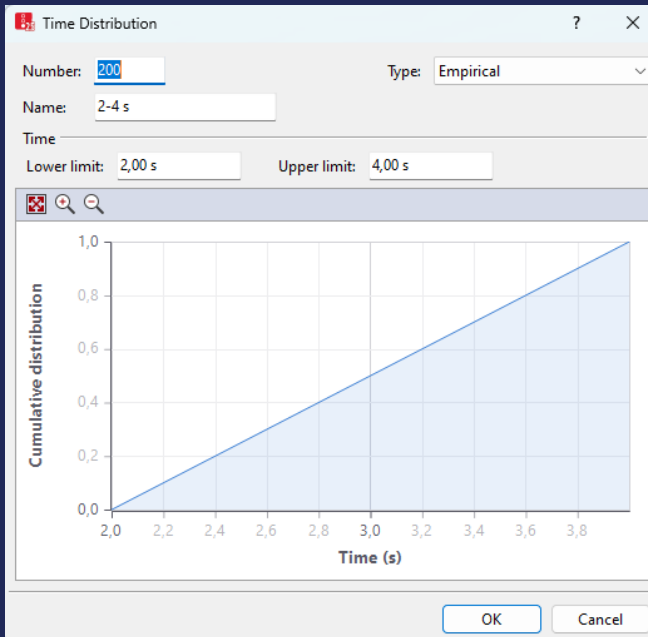 Time Distribution
? ×
Number: 200 Type: Empirical
Name: 2-4 s
Time
Lower limit: 2,00 s Upper limit: 4,00 s
1,0
0,8
0,6
0,4
0,2
0,0
Cumulative distribution
2,0 2,2 2,4 2,6 2,8 3,0 3,2 3,4 3,6 3,8
Time (s)
OK Cancel